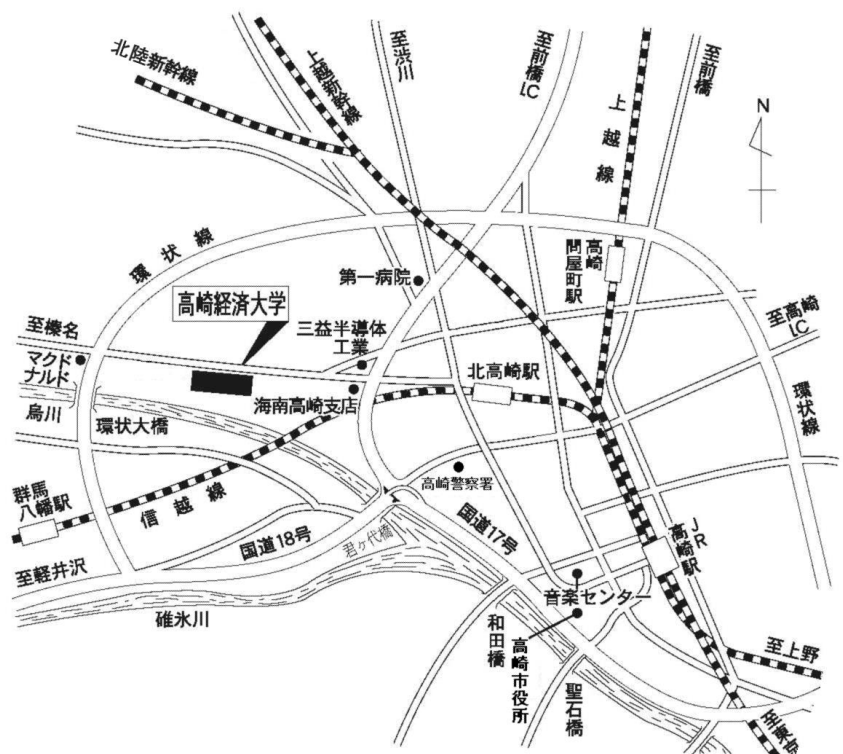 北陸新幹線
上越新幹線
至渋川
至前橋
I.C
上越線
至前橋
N
環状線
第一病院
高崎
問屋町駅
高崎経済大学
至榛名
三益半導体
工業
至高崎
I.C
マクド
ナルド
北高崎駅
環状線
烏川
環状大橋
海南高崎支店
高崎警察署
群馬
八幡駅
信越線
国道18号
君ヶ代橋
国道17号
JR
高崎駅
至軽井沢
碓氷川
音楽センター
和田橋
高崎市役所
聖石橋
至上野
至東京